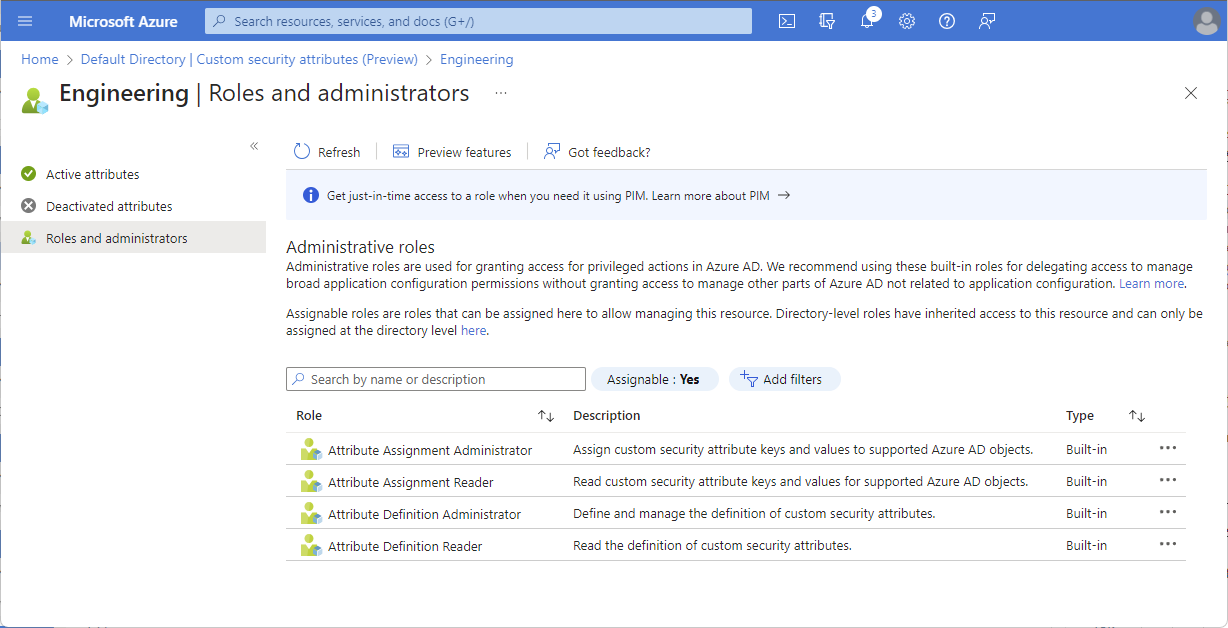 Microsoft Azure
Search resources, services, and docs (G+/)
3
Home > Default Directory | Custom security attributes (Preview) > Engineering
Engineering | Roles and administrators ...
«
Active attributes
Deactivated attributes
Roles and administrators
Refresh
Preview features
Got feedback?
Get just-in-time access to a role when you need it using PIM. Learn more about PIM →
Administrative roles
Administrative roles are used for granting access for privileged actions in Azure AD. We recommend using these built-in roles for delegating access to manage
broad application configuration permissions without granting access to manage other parts of Azure AD not related to application configuration. Learn more.
Assignable roles are roles that can be assigned here to allow managing this resource. Directory-level roles have inherited access to this resource and can only be
assigned at the directory level here.
Search by name or description
Assignable : Yes
Add filters
Role ↑↓ Description Type ↑↓
Attribute Assignment Administrator Assign custom security attribute keys and values to supported Azure AD objects. Built-in ...
Attribute Assignment Reader Read custom security attribute keys and values for supported Azure AD objects. Built-in ...
Attribute Definition Administrator Define and manage the definition of custom security attributes. Built-in ...
Attribute Definition Reader Read the definition of custom security attributes. Built-in ...